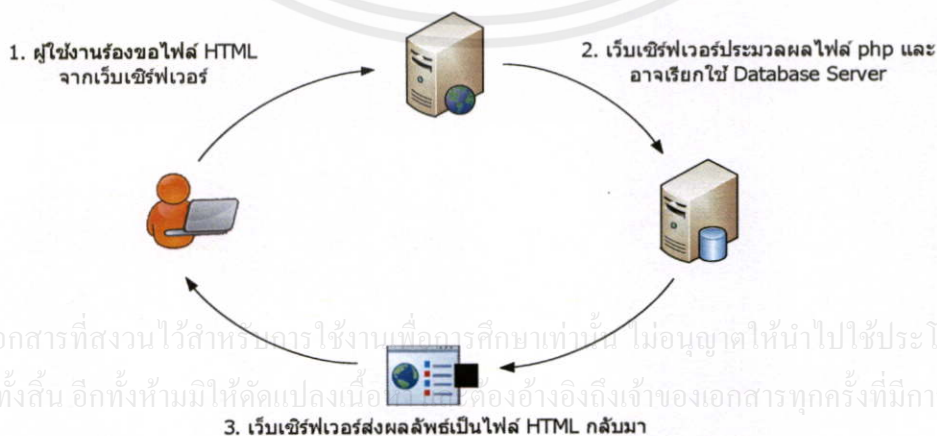 1. ผู้ใช้งานร้องขอไฟล์ HTML
จากเว็บเซิร์ฟเวอร์
2. เว็บเซิร์ฟเวอร์ประมวลผลไฟล์ php และ
อาจเรียกใช้ Database Server
อกสารที่สงวนไว้สำหรับการใช้งานเพื่อการศึกษาเท่านั้น ไม่อนุญาตให้นำไปใช้ประโ
ทั้งสิ้น อีกทั้งห้ามมิให้ดัดแปลงเนื้อ ต้องอ้างอิงถึงเจ้าของเอกสารทุกครั้งที่มีกา
3. เว็บเซิร์ฟเวอร์ส่งผลลัพธ์เป็นไฟล์ HTML กลับมา